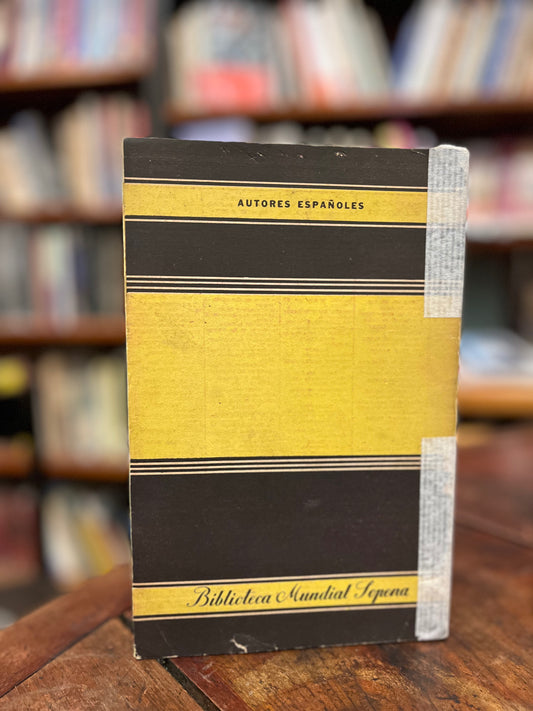 AUTORES ESPAÑOLES
Biblioteca Mundial Sopena